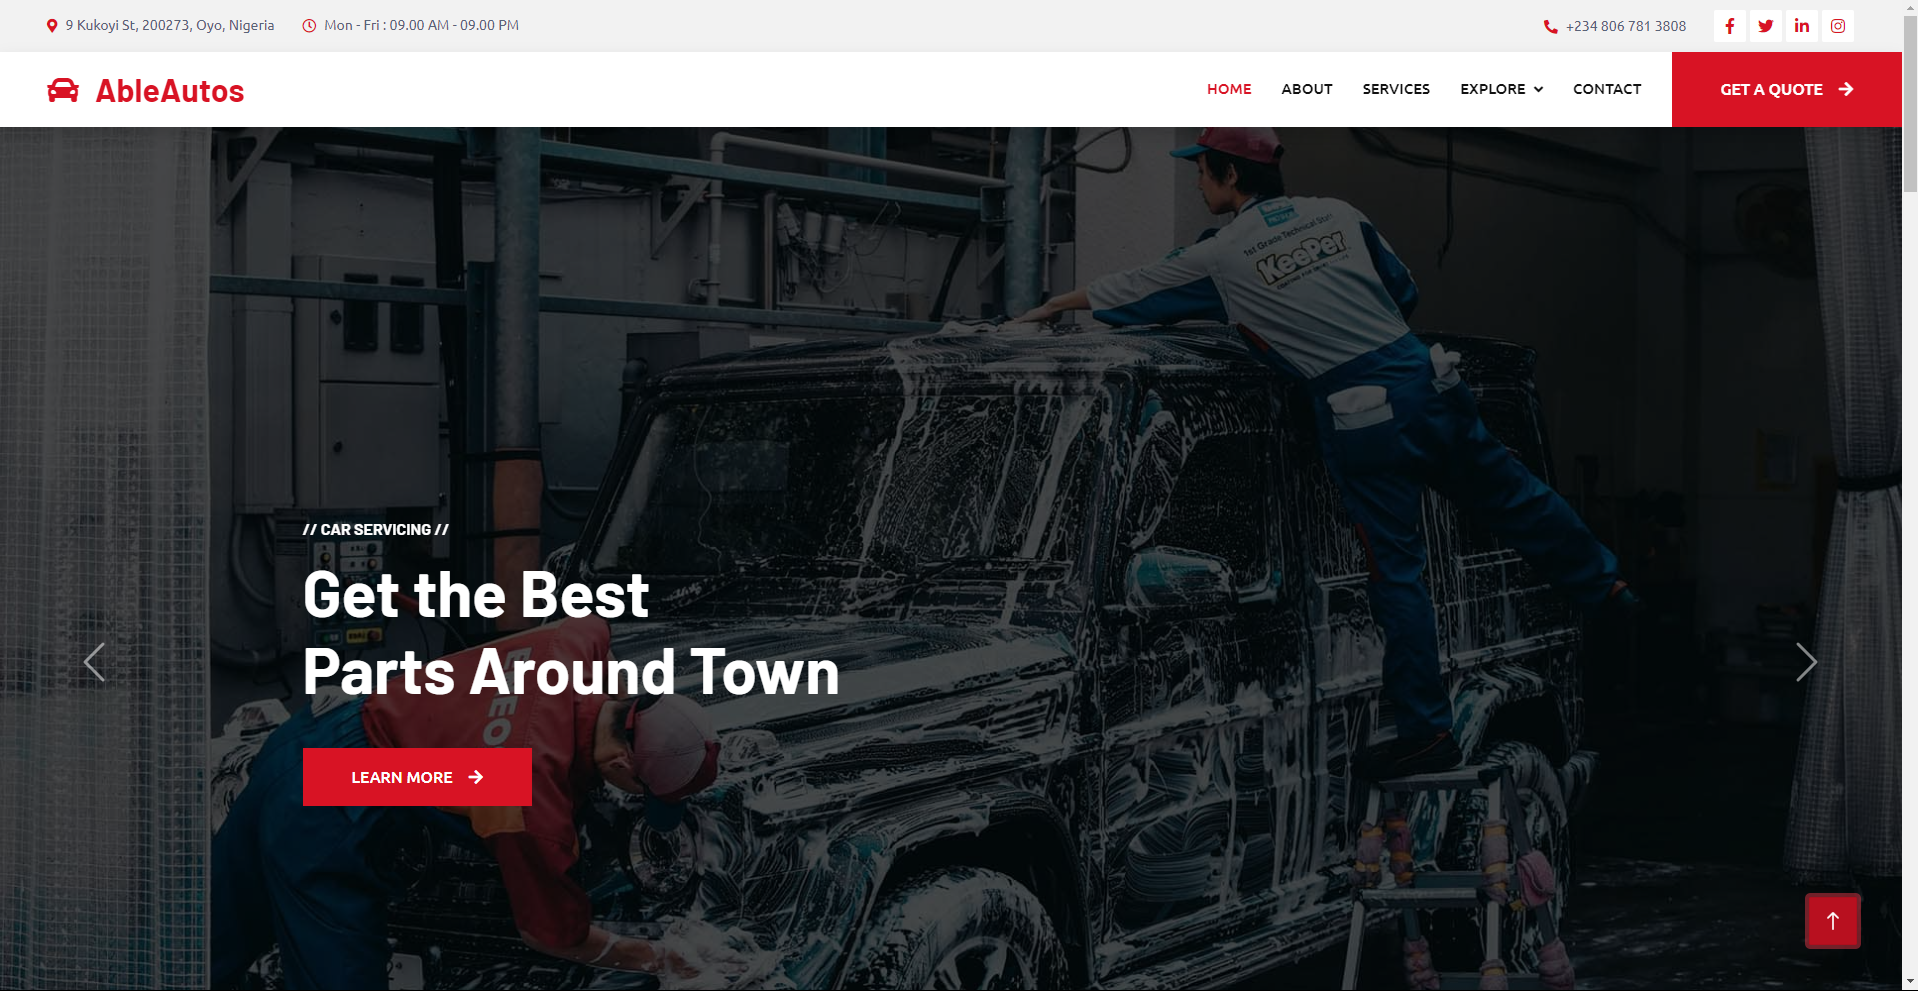 9 Kukoyi St, 200273, Oyo, Nigeria
Mon - Fri : 09.00 AM - 09.00 PM
+234 806 781 3808
AbleAutos
HOME
ABOUT
SERVICES
EXPLORE
CONTACT
GET A QUOTE
1st Grade Technical Staff
KeePer
// CAR SERVICING //
Get the Best
Parts Around Town
LEARN MORE